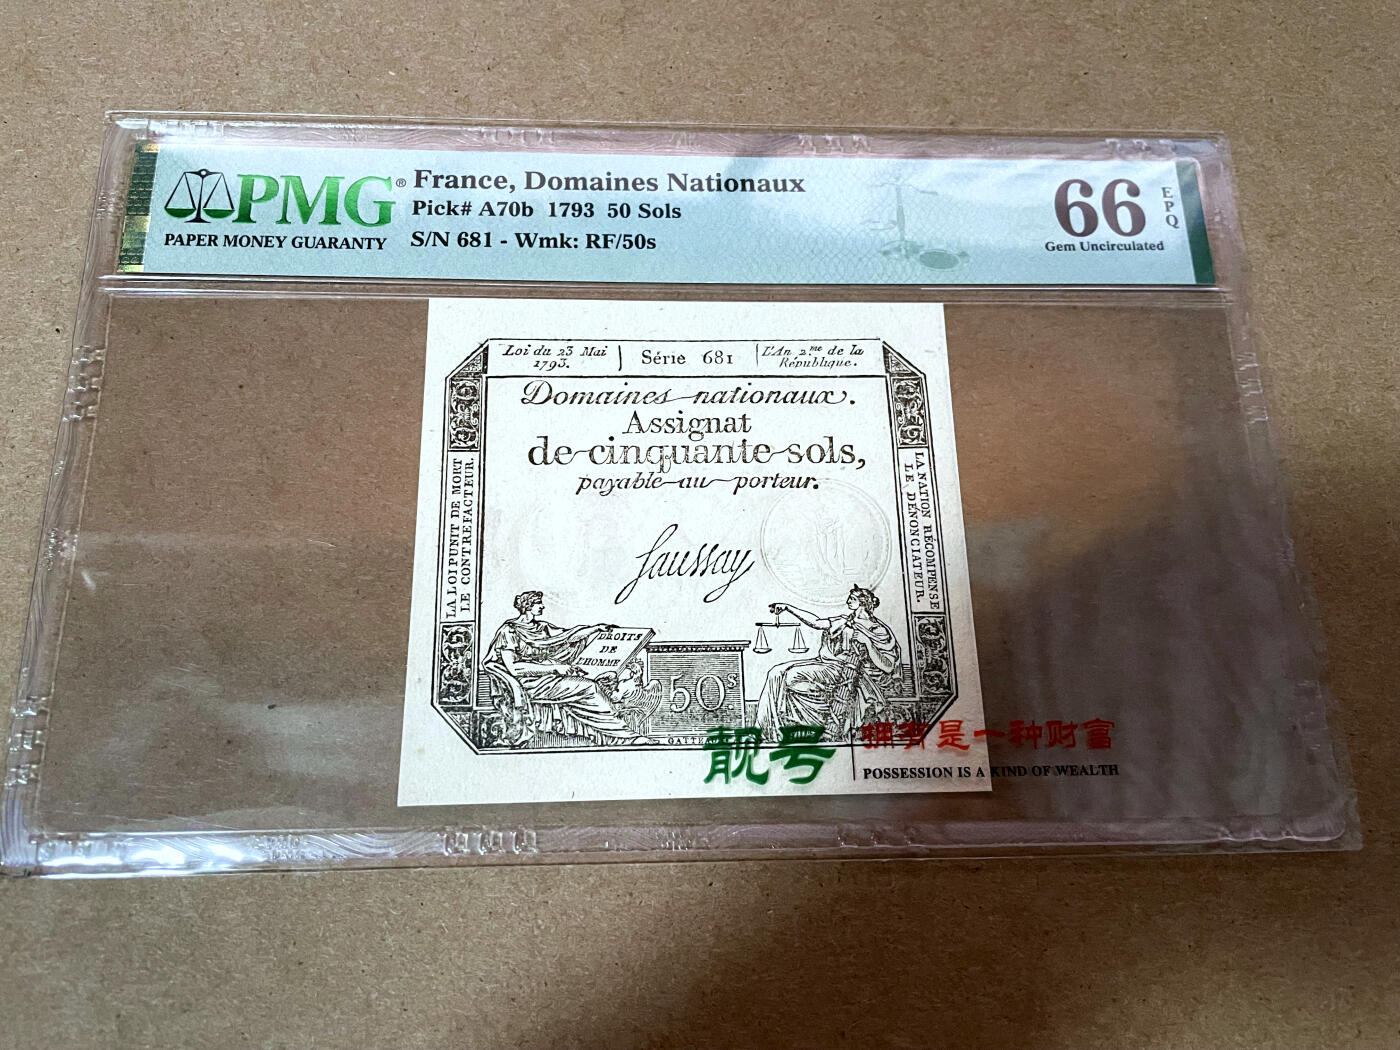 PMG®
PAPER MONEY GUARANTY
France, Domaines Nationaux
Pick# A70b 1793 50 Sols
S/N 681 - Wmk: RF/50s
66
EPQ
Gem Uncirculated
Loi du 23 Mai
1793.
Série 681
L'An 2.me de la
République.
Domaines nationaux.
Assignat
de cinquante sols,
payable au porteur.
LA LOI PUNIT DE MORT
LE CONTREFACTEUR.
LA NATION RÉCOMPENSE
LE DÉNONCIATEUR.
Saussay
DROITS
DE
L'HOMME
50s
靓号
拥有是一种财富
POSSESSION IS A KIND OF WEALTH